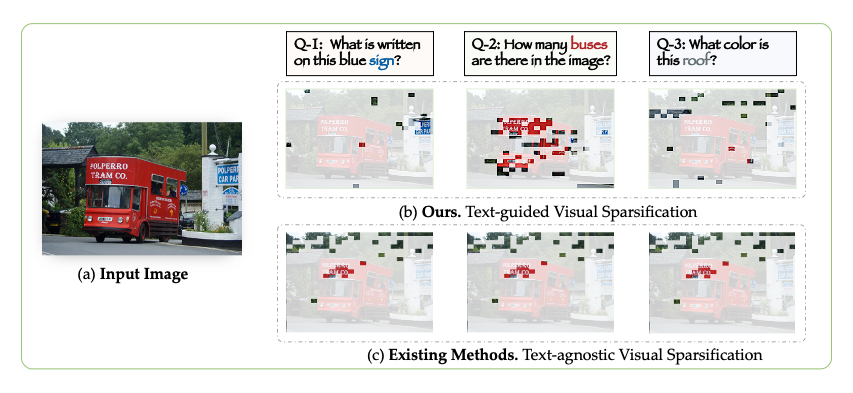 Q-1: What is written
on this blue sign?
Q-2: How many buses
are there in the image?
Q-3: What color is
this roof?
POLPERRO
TRAM CO.
POLPERRO
CAR PARK
(a) Input Image
(b) Ours. Text-guided Visual Sparsification
(c) Existing Methods. Text-agnostic Visual Sparsification